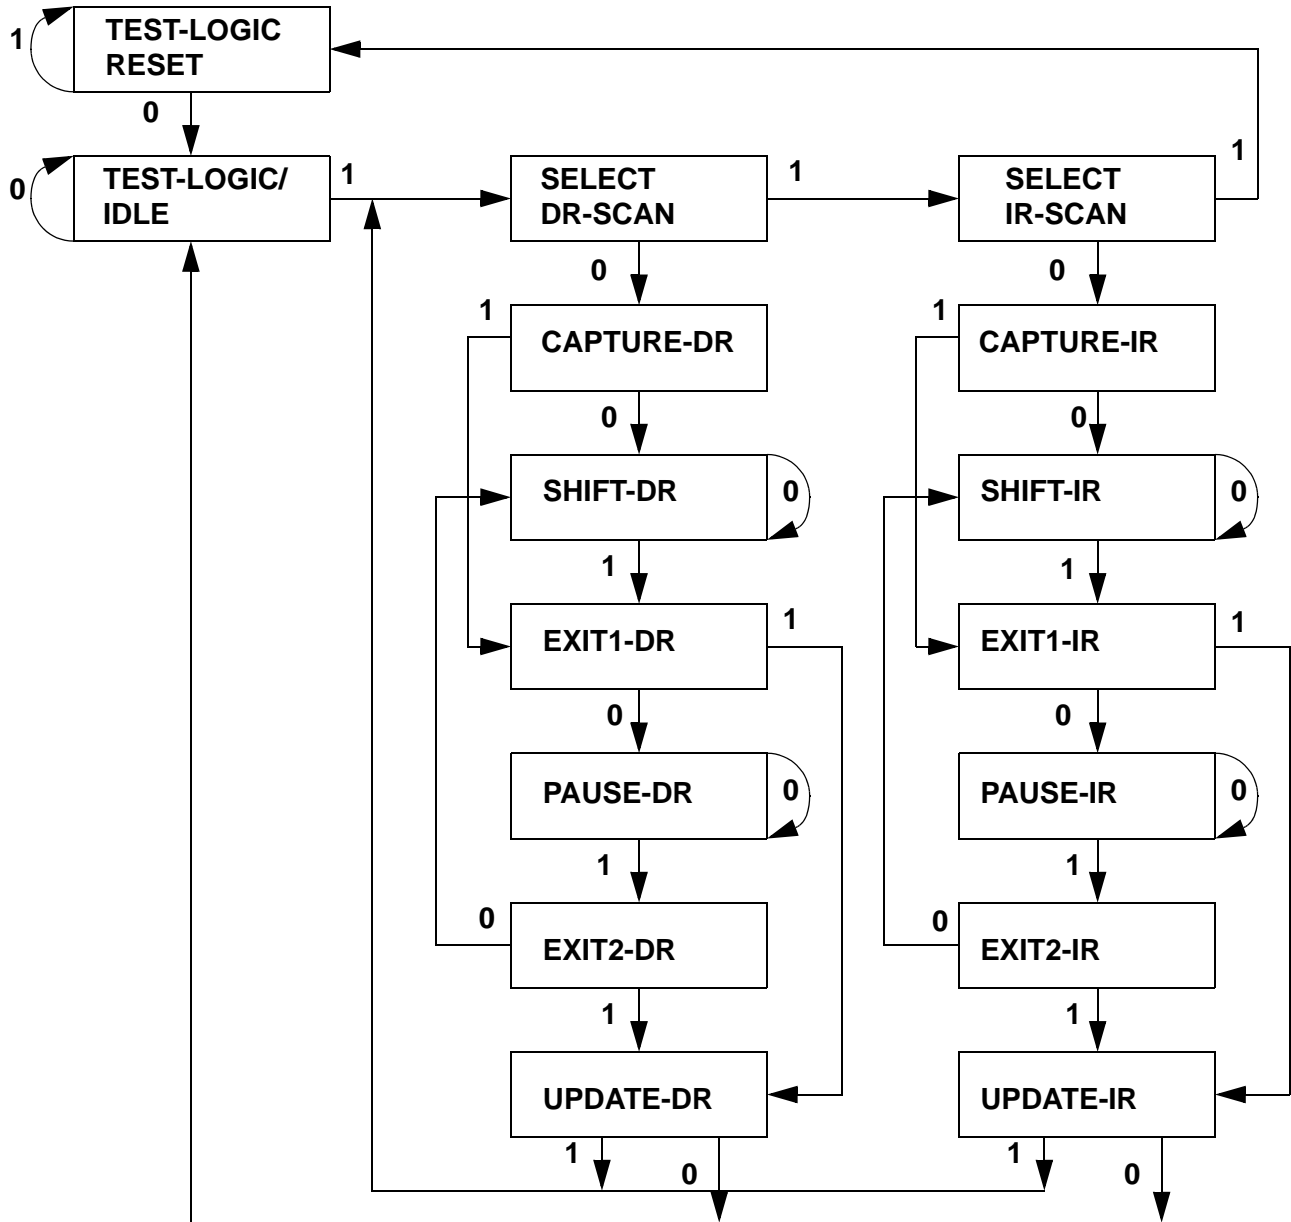 TEST-LOGIC
RESET
1
0
TEST-LOGIC/
IDLE
0
1
SELECT
DR-SCAN
1
SELECT
IR-SCAN
1
0
0
1
CAPTURE-DR
1
CAPTURE-IR
0
0
SHIFT-DR
0
SHIFT-IR
0
1
1
EXIT1-DR
1
EXIT1-IR
1
0
0
PAUSE-DR
0
PAUSE-IR
0
1
1
0
EXIT2-DR
0
EXIT2-IR
1
1
UPDATE-DR
UPDATE-IR
1
0
1
0